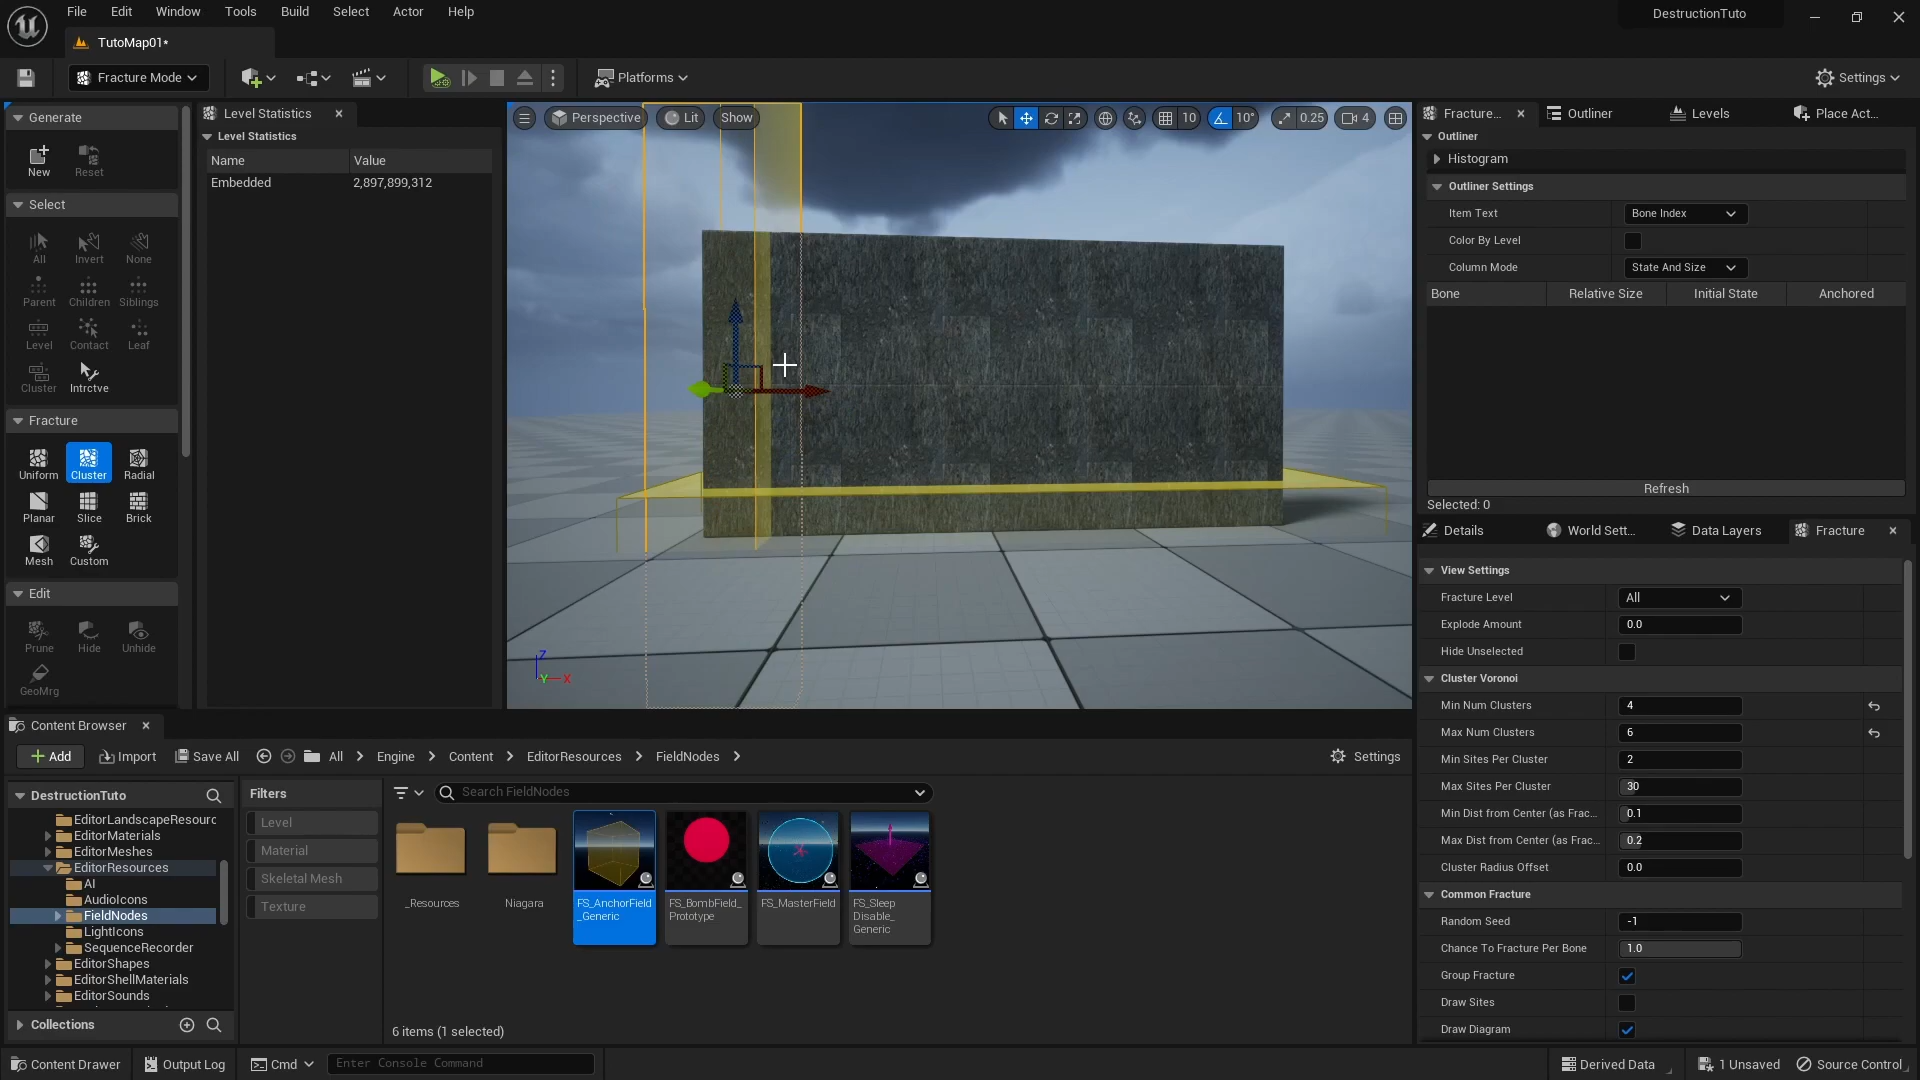 File Edit Window Tools Build Select Actor Help
DestructionTuto
TutoMap01*
Fracture Mode
Platforms
Settings
Generate
New Reset
Select
All Invert None
Parent Children Siblings
Level Contact Leaf
Cluster Intrctve
Fracture
Uniform Cluster Radial
Planar Slice Brick
Mesh Custom
Edit
Prune Hide Unhide
GeoMrg
Level Statistics
Level Statistics
Name Value
Embedded 2,897,899,312
Perspective Lit Show
10 10° 0.25 4
Z
Y X
Fracture... Outliner Levels Place Act...
Outliner
Histogram
Outliner Settings
Item Text Bone Index
Color By Level
Column Mode State And Size
Bone Relative Size Initial State Anchored
Refresh
Selected: 0
Details World Sett... Data Layers Fracture
View Settings
Fracture Level All
Explode Amount 0.0
Hide Unselected
Cluster Voronoi
Min Num Clusters 4
Max Num Clusters 6
Min Sites Per Cluster 2
Max Sites Per Cluster 30
Min Dist from Center (as Frac... 0.1
Max Dist from Center (as Frac... 0.2
Cluster Radius Offset 0.0
Common Fracture
Random Seed -1
Chance To Fracture Per Bone 1.0
Group Fracture
Draw Sites
Draw Diagram
Content Browser
Add Import Save All All Engine Content EditorResources FieldNodes
Settings
DestructionTuto
EditorLandscapeResourc
EditorMaterials
EditorMeshes
EditorResources
AI
AudioIcons
FieldNodes
LightIcons
SequenceRecorder
EditorShapes
EditorShellMaterials
EditorSounds
Collections
Filters
Level
Material
Skeletal Mesh
Texture
Search FieldNodes
_Resources
Niagara
FS_AnchorField
_Generic
FS_BombField_
Prototype
FS_MasterField
FS_Sleep
Disable_
Generic
6 items (1 selected)
Content Drawer Output Log Cmd Enter Console Command
Derived Data 1 Unsaved Source Control